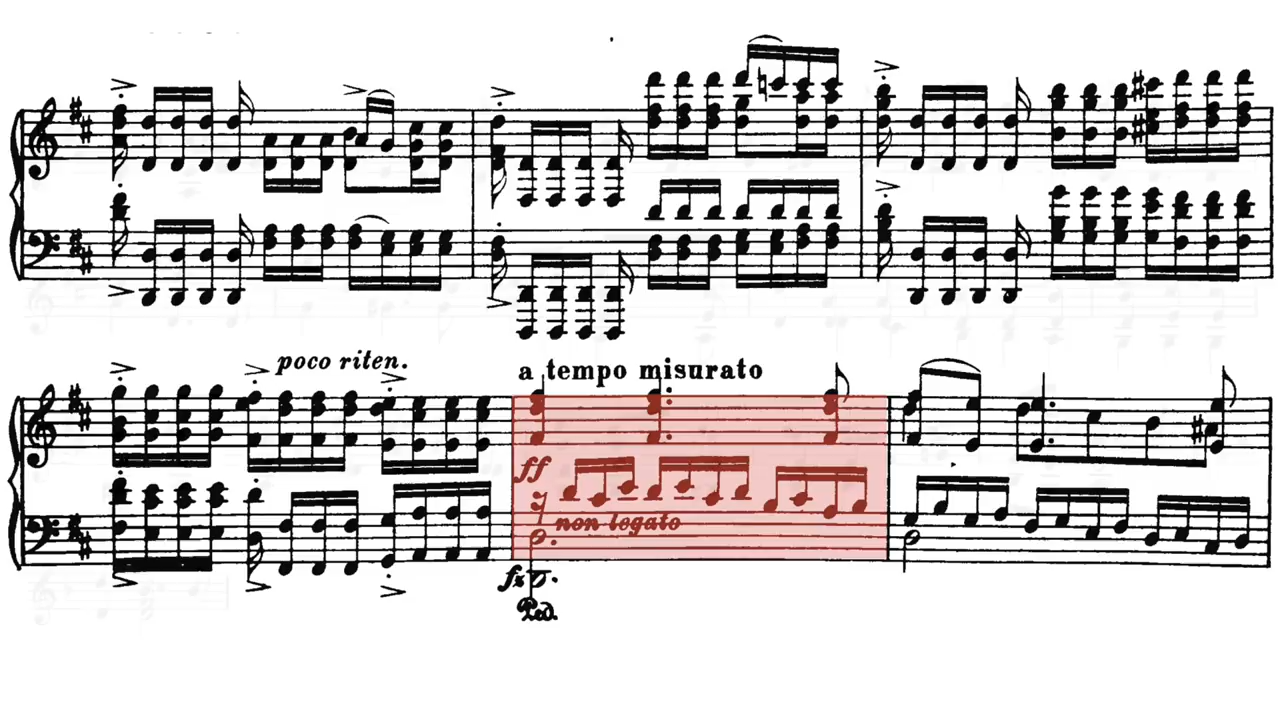 poco riten.
a tempo misurato
ff
non legato
fz
Ped.